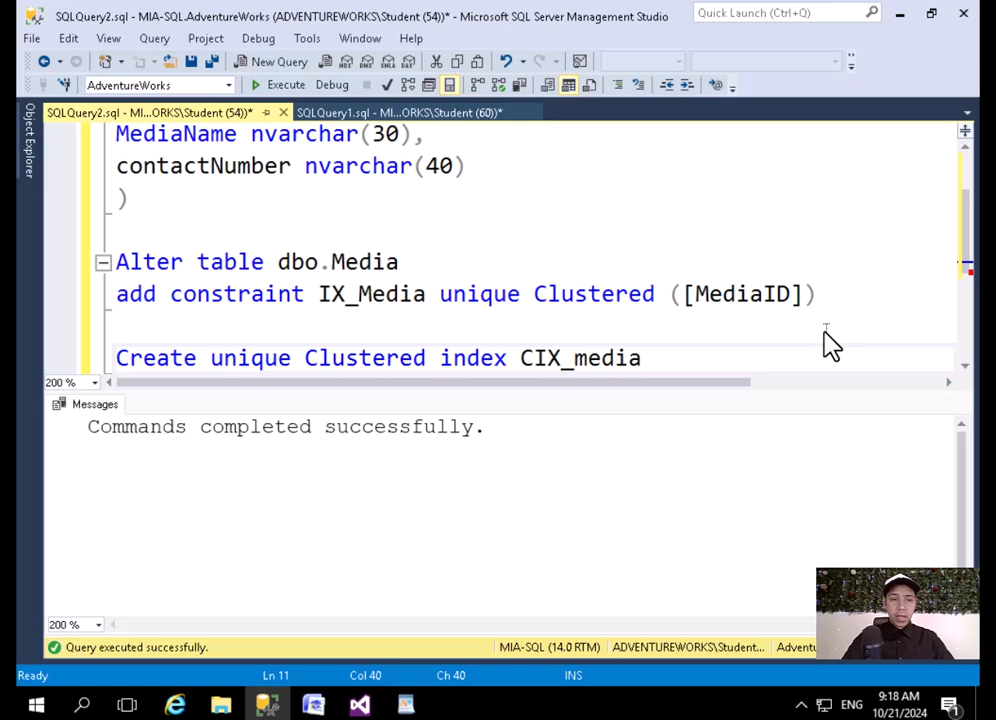 SQLQuery2.sql - MIA-SQL.AdventureWorks (ADVENTUREWORKS\Student (54))* - Microsoft SQL Server Management Studio
Quick Launch (Ctrl+Q)
File Edit View Query Project Debug Tools Window Help
New Query
AdventureWorks Execute Debug
SQLQuery2.sql - MI...ORKS\Student (54))* SQLQuery1.sql - MI...ORKS\Student (60))*
Object Explorer
MediaName nvarchar(30),
contactNumber nvarchar(40)
)
Alter table dbo.Media
add constraint IX_Media unique Clustered ([MediaID])
Create unique Clustered index CIX_media
200 %
Messages
Commands completed successfully.
200 %
Query executed successfully. MIA-SQL (14.0 RTM) ADVENTUREWORKS\Student... Adventu
Ready Ln 11 Col 40 Ch 40 INS
ENG 9:18 AM
10/21/2024
1